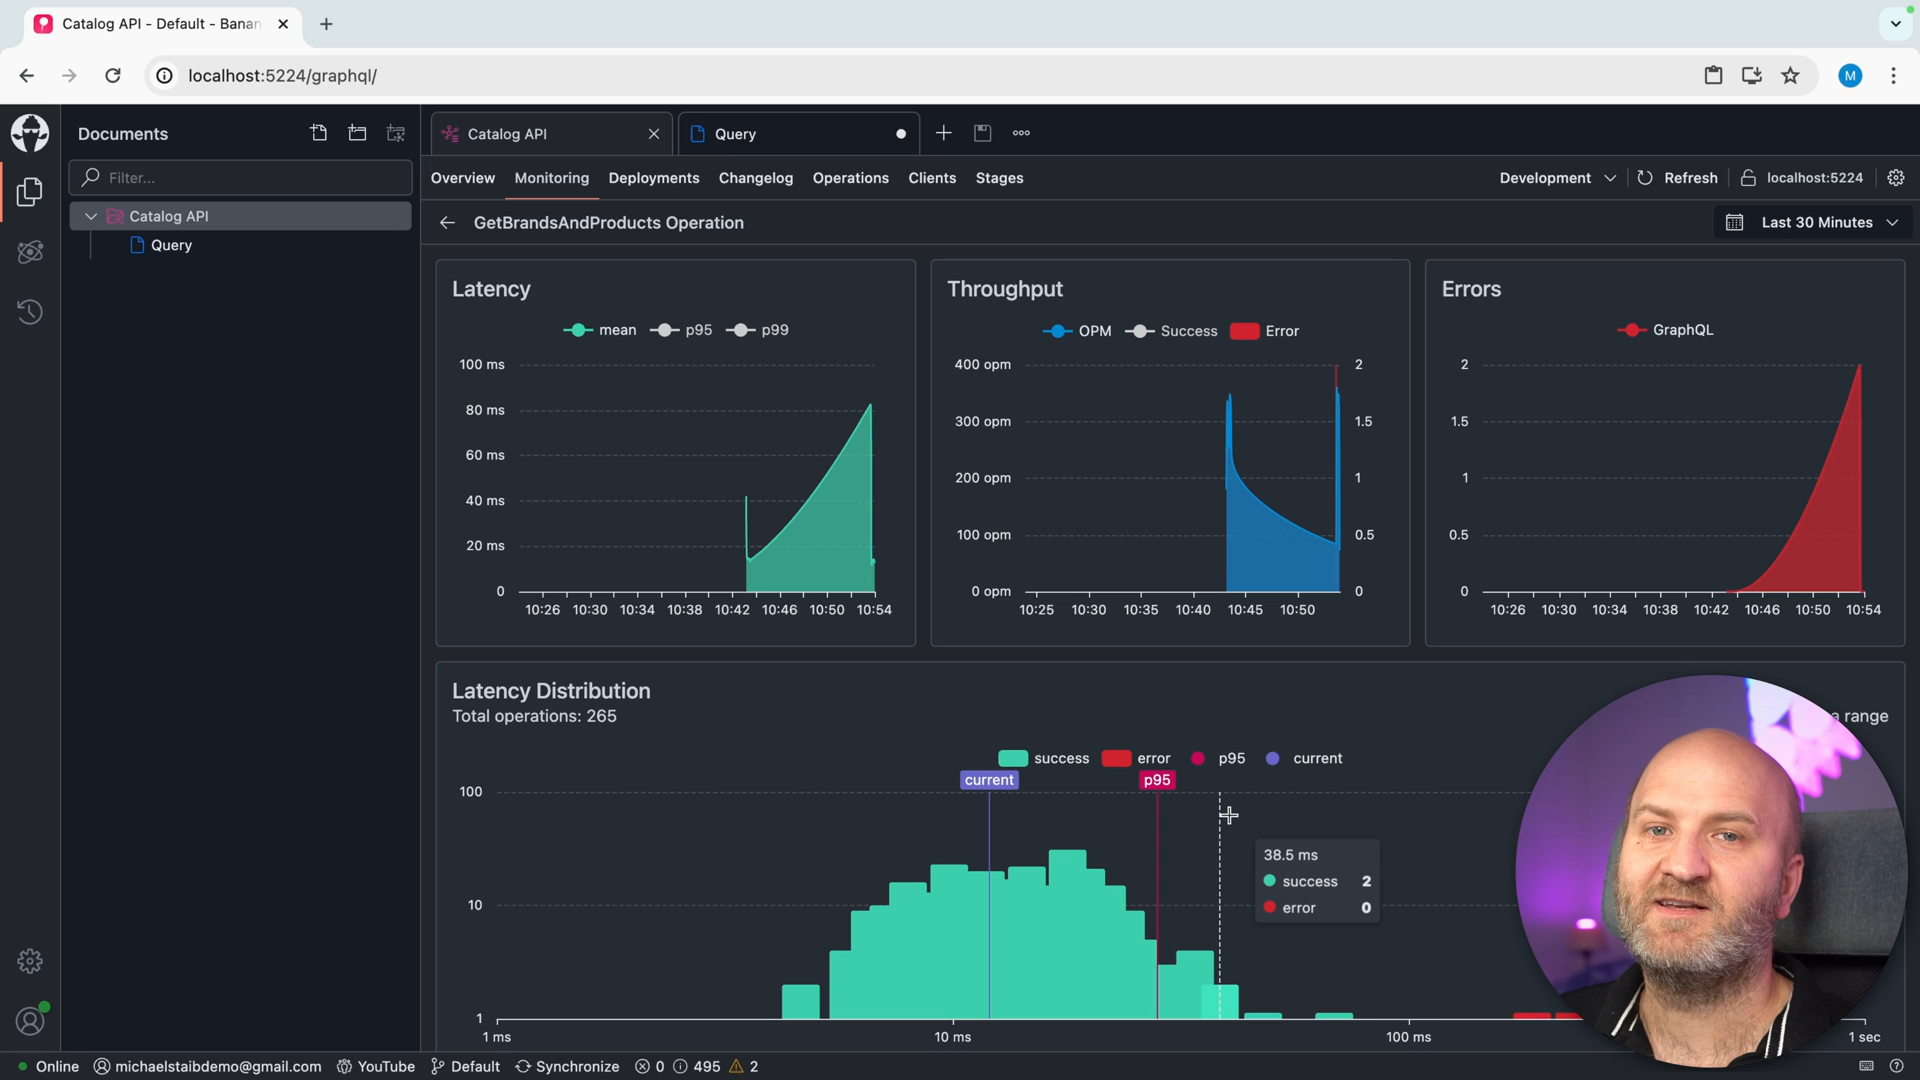 Catalog API - Default - Banan
localhost:5224/graphql/
M
Documents
Catalog API
Query
Filter...
Overview
Monitoring
Deployments
Changelog
Operations
Clients
Stages
Development
Refresh
localhost:5224
Catalog API
Query
GetBrandsAndProducts Operation
Last 30 Minutes
Latency
mean
p95
p99
100 ms
80 ms
60 ms
40 ms
20 ms
0
10:26 10:30 10:34 10:38 10:42 10:46 10:50 10:54
Throughput
OPM
Success
Error
400 opm
300 opm
200 opm
100 opm
0 opm
2
1.5
1
0.5
0
10:25 10:30 10:35 10:40 10:45 10:50
Errors
GraphQL
2
1.5
1
0.5
0
10:26 10:30 10:34 10:38 10:42 10:46 10:50 10:54
Latency Distribution
Total operations: 265
a range
success
error
p95
current
current
p95
100
10
1
38.5 ms
success 2
error 0
1 ms
10 ms
100 ms
1 sec
Online
michaelstaibdemo@gmail.com
YouTube
Default
Synchronize
0
495
2